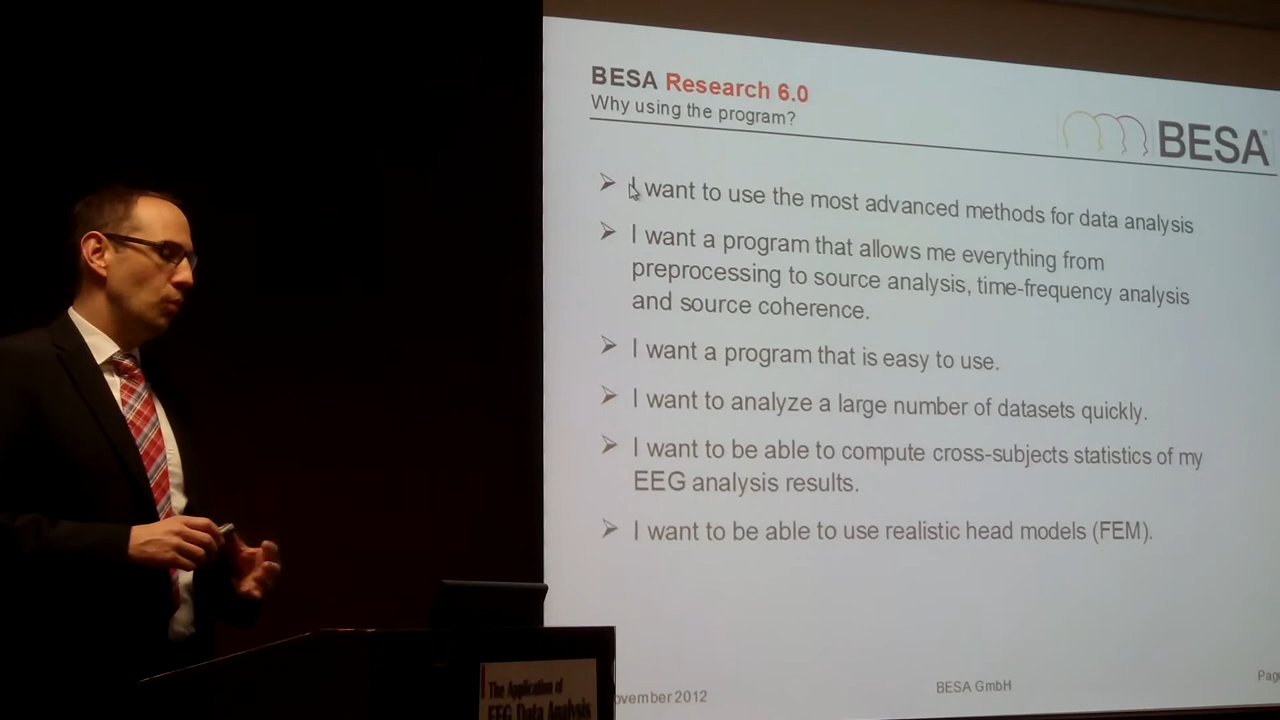 BESA Research 6.0
Why using the program?
BESA
I want to use the most advanced methods for data analysis
I want a program that allows me everything from
preprocessing to source analysis, time-frequency analysis
and source coherence.
I want a program that is easy to use.
I want to analyze a large number of datasets quickly.
I want to be able to compute cross-subjects statistics of my
EEG analysis results.
I want to be able to use realistic head models (FEM).
2012
BESA GmbH
The Application of
EEG Data Analysis